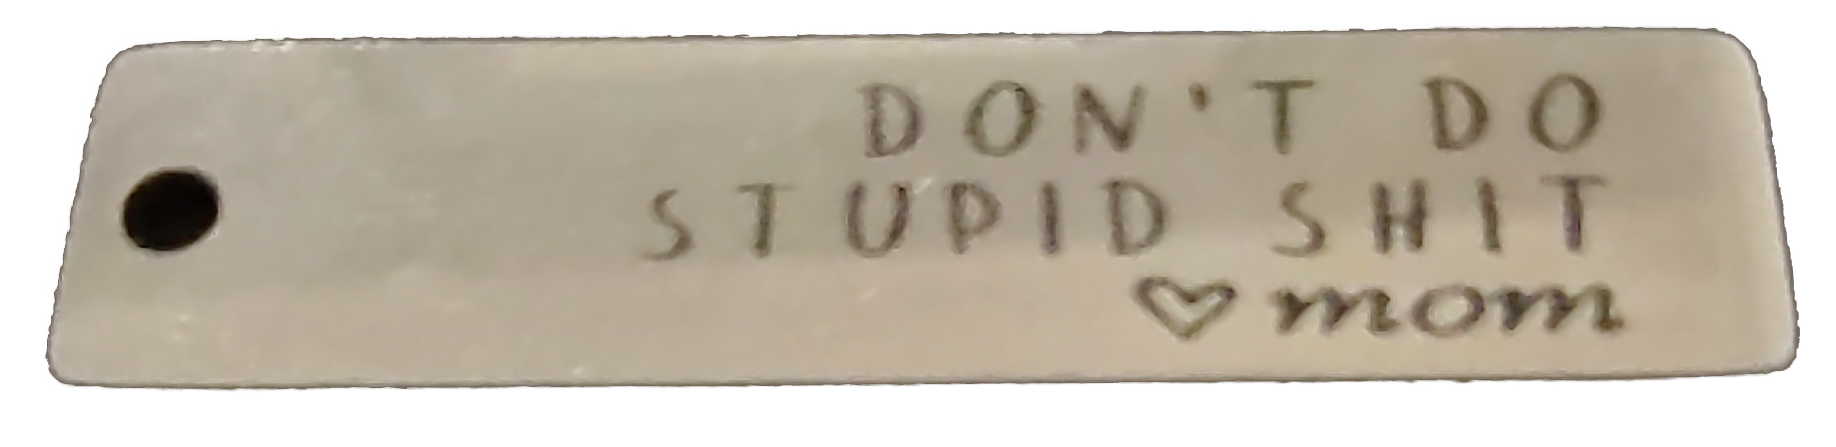 DON'T DO
STUPID SHIT
♡ mom